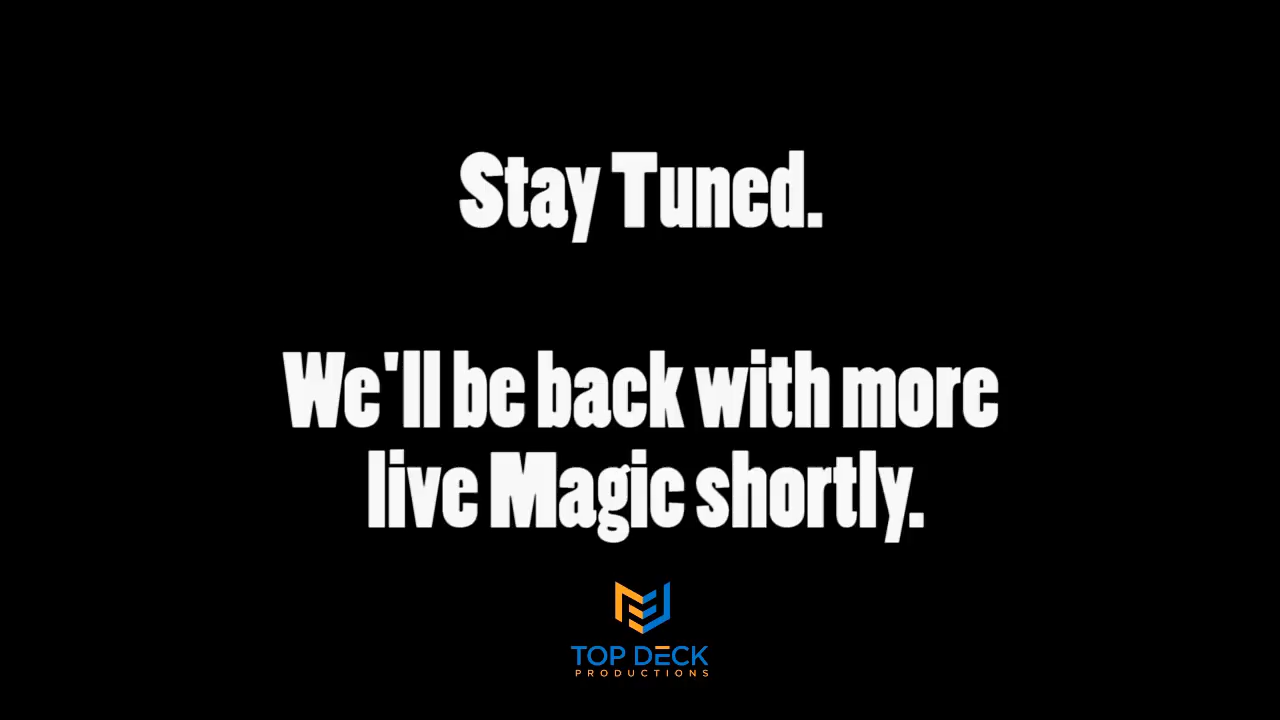 Stay Tuned.
We'll be back with more
live Magic shortly.
TOP DECK
PRODUCTIONS